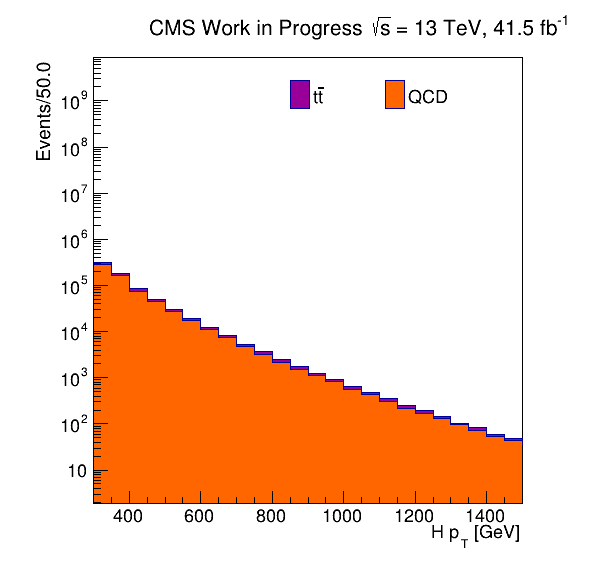 CMS Work in Progress √s = 13 TeV, 41.5 fb⁻¹
Events/50.0
tt̄
QCD
10⁹
10⁸
10⁷
10⁶
10⁵
10⁴
10³
10²
10
400 600 800 1000 1200 1400
H p_T [GeV]